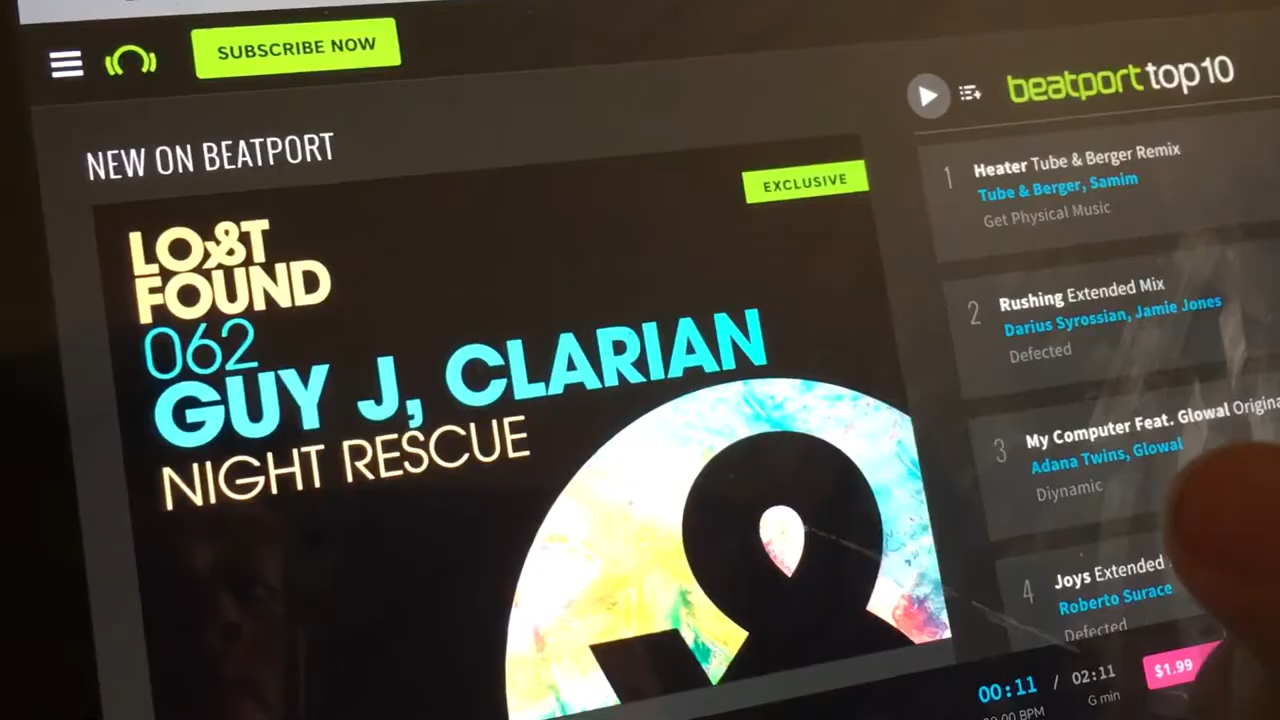 SUBSCRIBE NOW
beatport top10
NEW ON BEATPORT
EXCLUSIVE
LO&ST
FOUND
062
GUY J, CLARIAN
NIGHT RESCUE
1
Heater Tube & Berger Remix
Tube & Berger, Samim
Get Physical Music
2
Rushing Extended Mix
Darius Syrossian, Jamie Jones
Defected
3
My Computer Feat. Glowal
Adana Twins, Glowal
Diynamic
4
Joys Extended
Roberto Surace
Defected
00:11 / 02:11
$1.99
BPM
G min